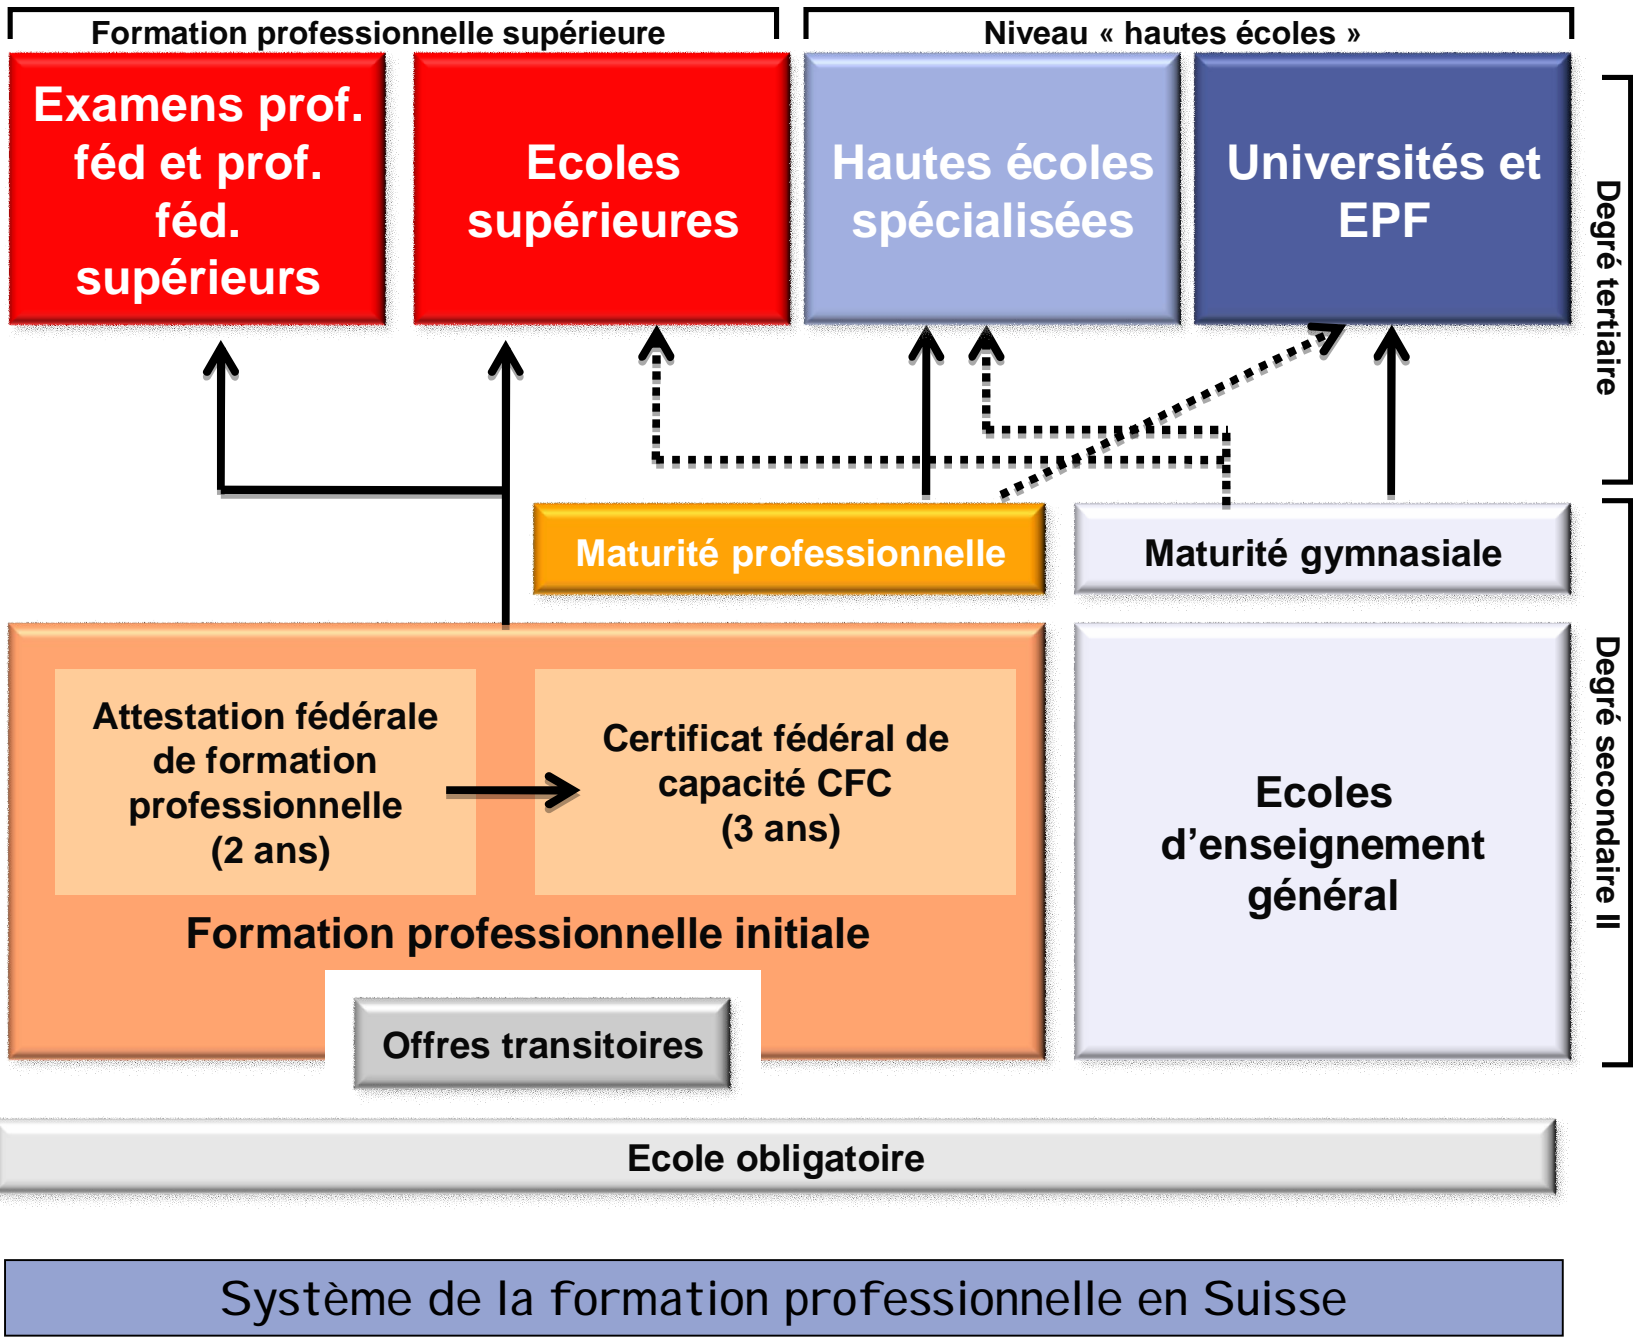 Formation professionnelle supérieure
Niveau « hautes écoles »
Examens prof.
féd et prof.
féd.
supérieurs
Ecoles
supérieures
Hautes écoles
spécialisées
Universités et
EPF
Degré tertiaire
Maturité professionnelle
Maturité gymnasiale
Attestation fédérale
de formation
professionnelle
(2 ans)
Certificat fédéral de
capacité CFC
(3 ans)
Formation professionnelle initiale
Ecoles
d’enseignement
général
Degré secondaire II
Offres transitoires
Ecole obligatoire
Système de la formation professionnelle en Suisse